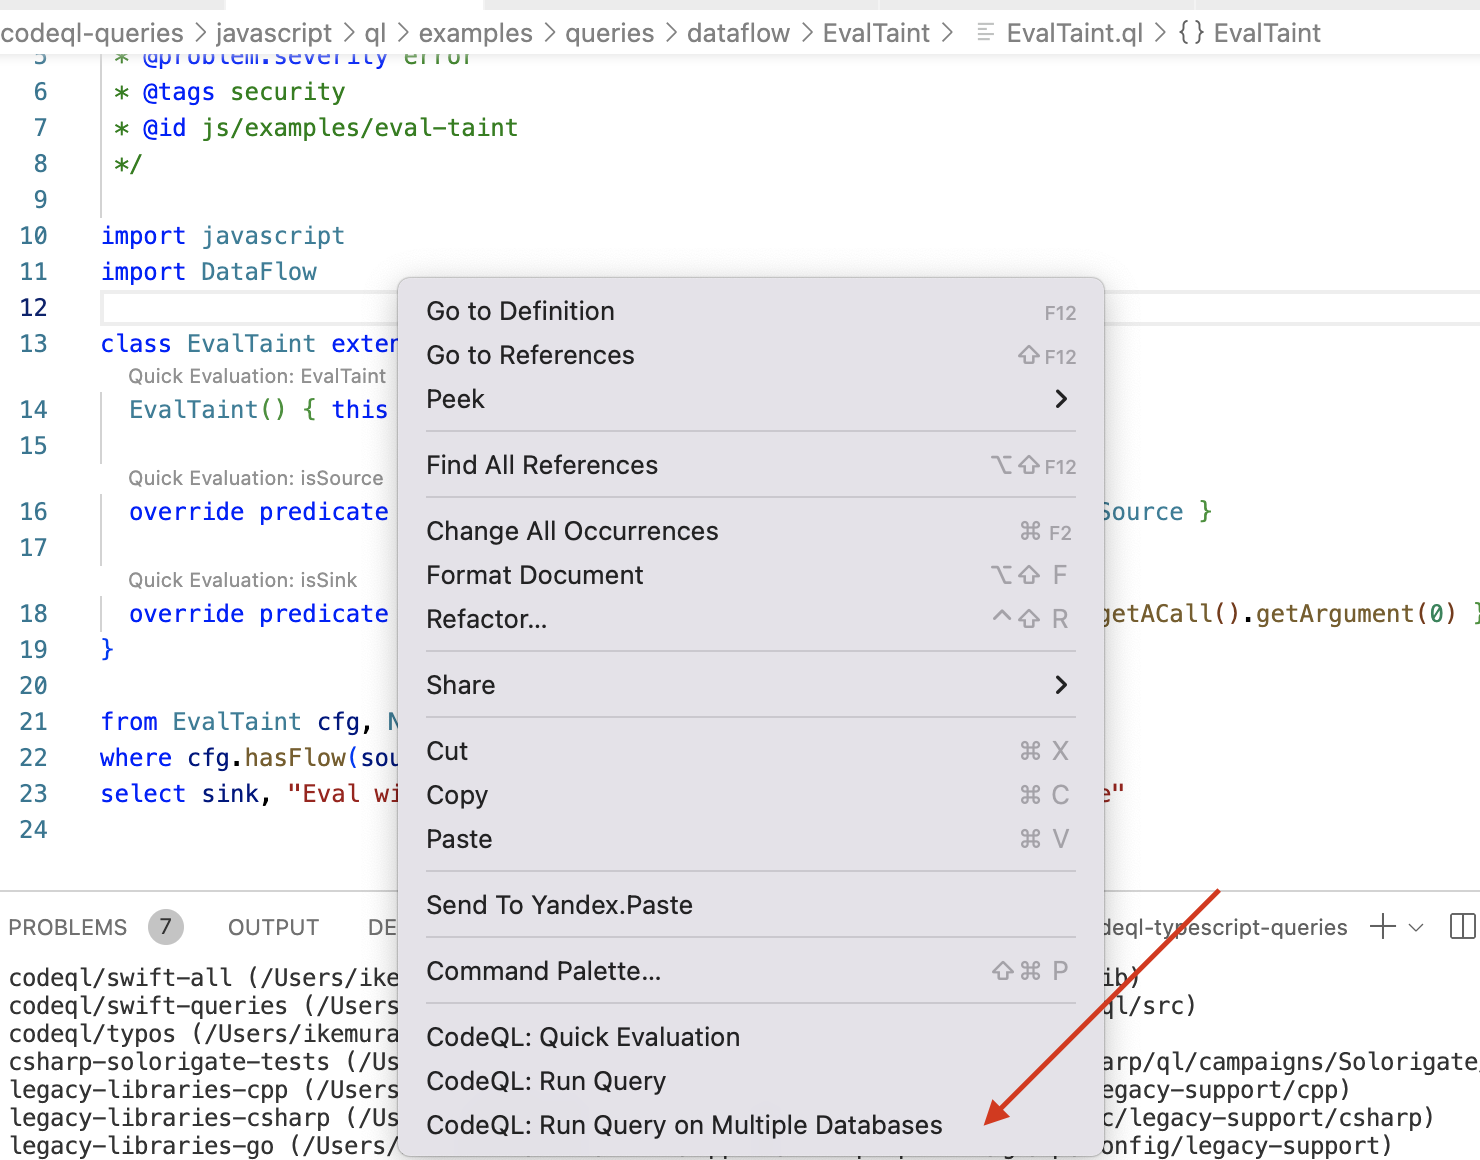 codeql-queries > javascript > ql > examples > queries > dataflow > EvalTaint > EvalTaint.ql > {} EvalTaint
5 * @problem.severity error
6 * @tags security
7 * @id js/examples/eval-taint
8 */
9
10 import javascript
11 import DataFlow
12
13 class EvalTaint exten
Quick Evaluation: EvalTaint
14 EvalTaint() { this
15
Quick Evaluation: isSource
16 override predicate Source }
17
Quick Evaluation: isSink
18 override predicate getACall().getArgument(0) }
19 }
20
21 from EvalTaint cfg, N
22 where cfg.hasFlow(sou
23 select sink, "Eval wi e"
24
Go to Definition F12
Go to References ⇧F12
Peek >
Find All References ⌥⇧F12
Change All Occurrences ⌘ F2
Format Document ⌥⇧ F
Refactor... ^⇧ R
Share >
Cut ⌘ X
Copy ⌘ C
Paste ⌘ V
Send To Yandex.Paste
Command Palette... ⇧⌘ P
CodeQL: Quick Evaluation
CodeQL: Run Query
CodeQL: Run Query on Multiple Databases
PROBLEMS 7 OUTPUT DE deql-typescript-queries
codeql/swift-all (/Users/ike ib)
codeql/swift-queries (/Users ql/src)
codeql/typos (/Users/ikemura
csharp-solorigate-tests (/Us arp/ql/campaigns/Solorigate/
legacy-libraries-cpp (/Users egacy-support/cpp)
legacy-libraries-csharp (/Us c/legacy-support/csharp)
legacy-libraries-go (/Users/ onfig/legacy-support)